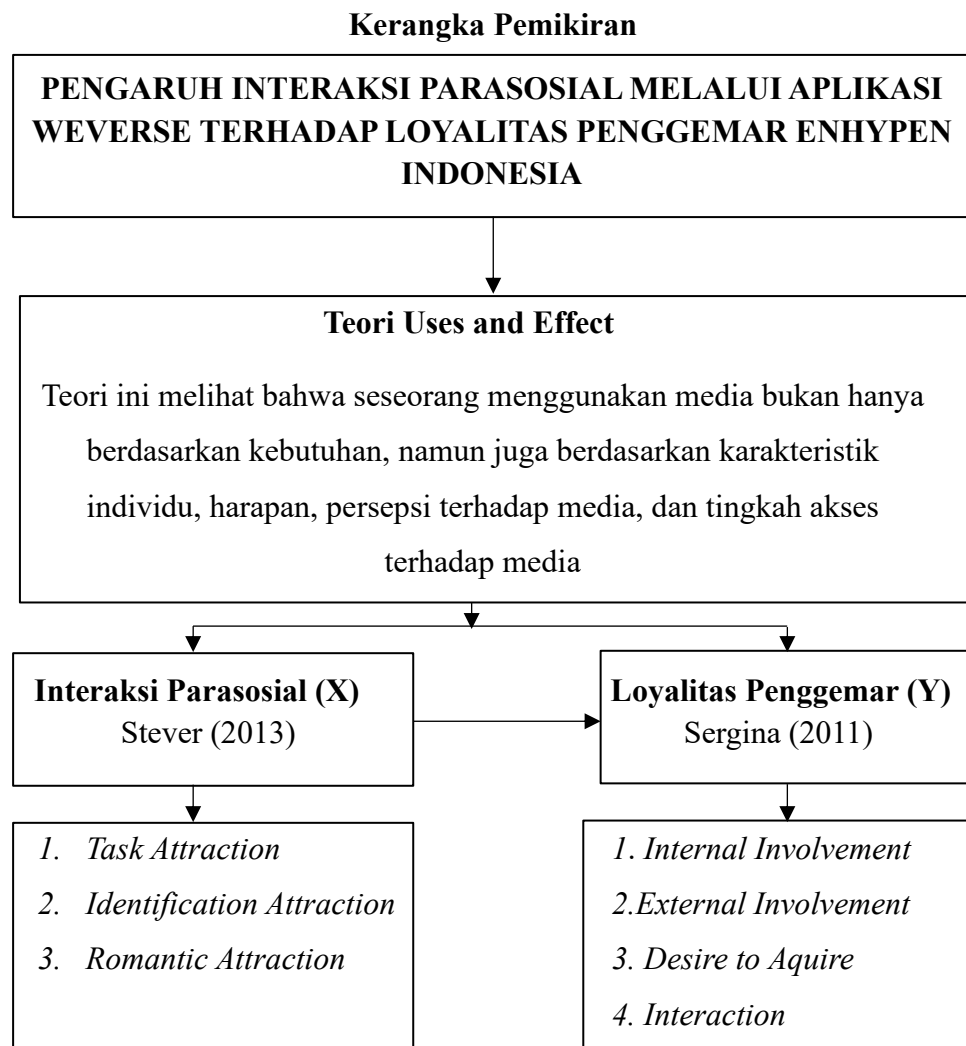 Kerangka Pemikiran
PENGARUH INTERAKSI PARASOSIAL MELALUI APLIKASI
WEVERSE TERHADAP LOYALITAS PENGGEMAR ENHYPEN
INDONESIA
Teori Uses and Effect
Teori ini melihat bahwa seseorang menggunakan media bukan hanya
berdasarkan kebutuhan, namun juga berdasarkan karakteristik
individu, harapan, persepsi terhadap media, dan tingkah akses
terhadap media
Interaksi Parasosial (X)
Stever (2013)
Loyalitas Penggemar (Y)
Sergina (2011)
1. Task Attraction
2. Identification Attraction
3. Romantic Attraction
1. Internal Involvement
2.External Involvement
3. Desire to Aquire
4. Interaction